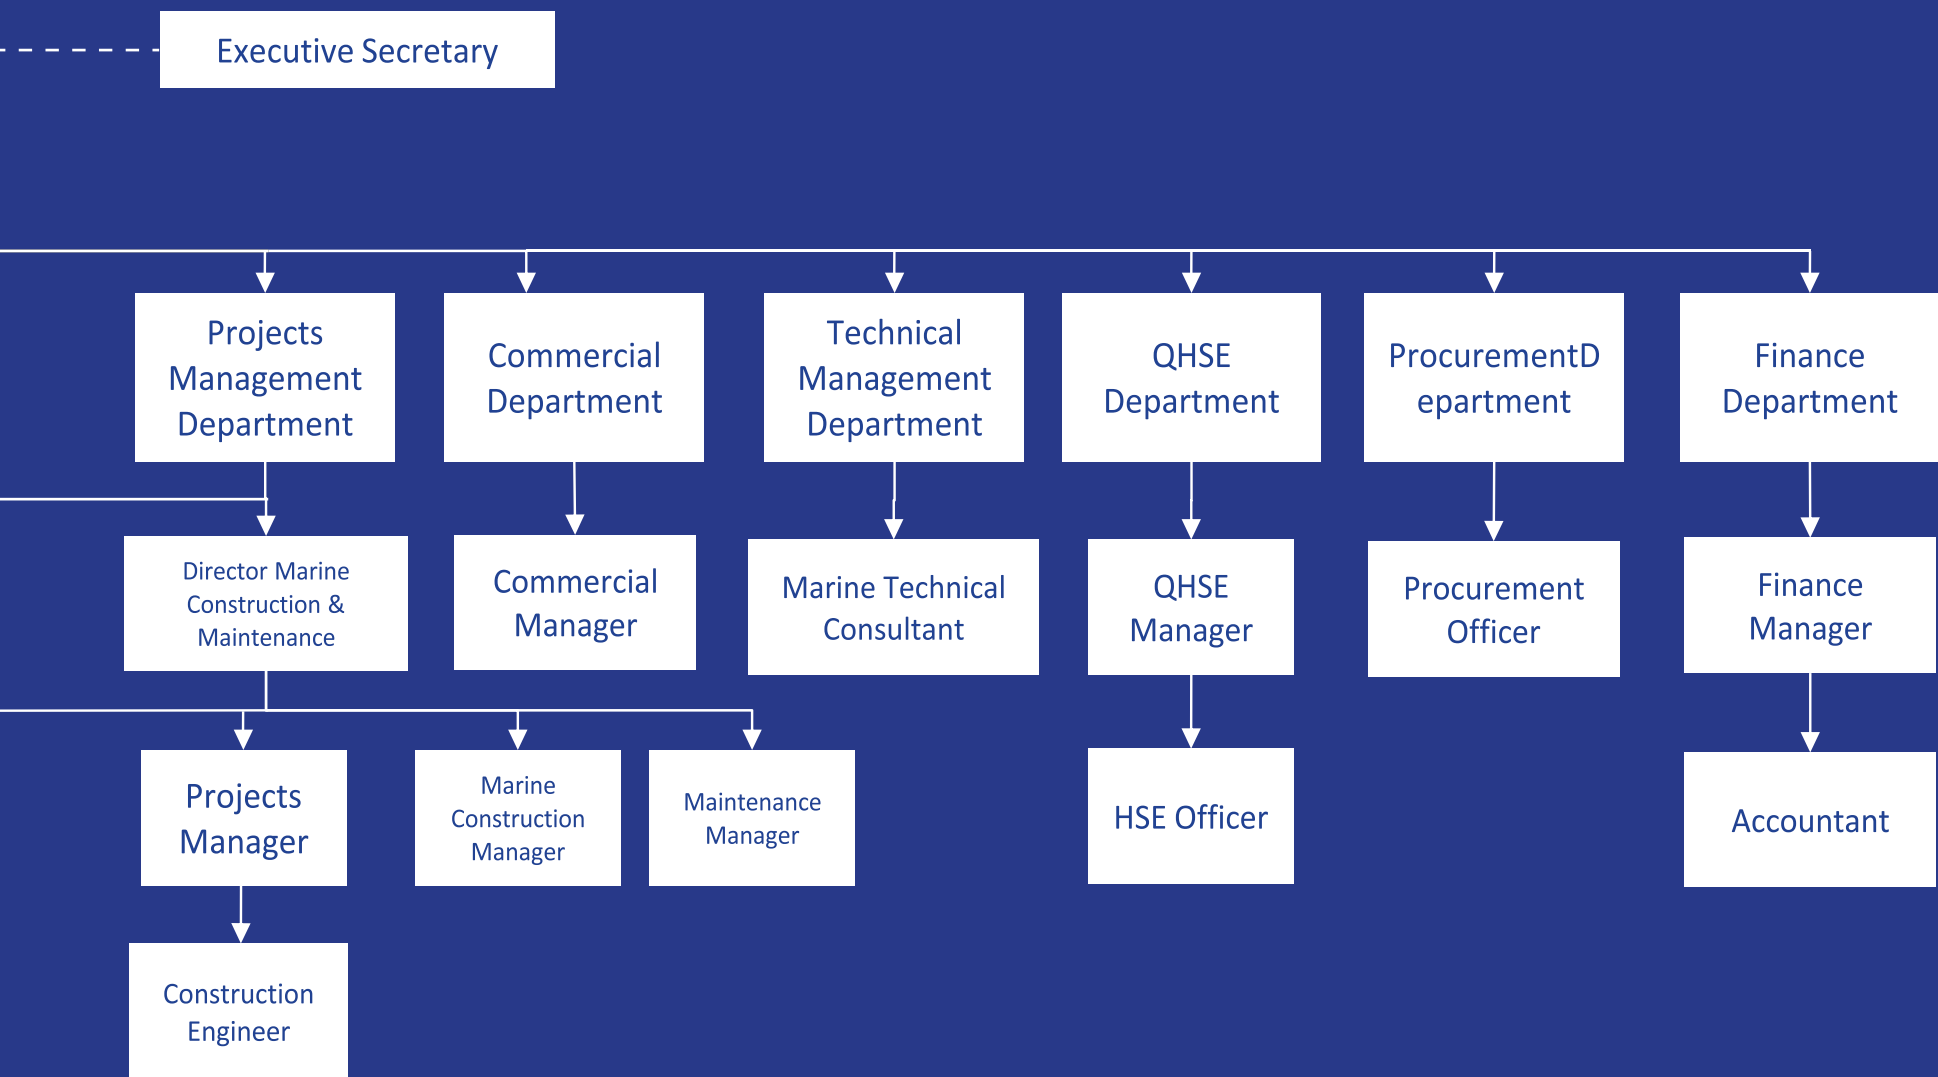 Executive Secretary
Projects
Management
Department
Commercial
Department
Technical
Management
Department
QHSE
Department
ProcurementD
epartment
Finance
Department
Director Marine
Construction &
Maintenance
Commercial
Manager
Marine Technical
Consultant
QHSE
Manager
Procurement
Officer
Finance
Manager
Projects
Manager
Marine
Construction
Manager
Maintenance
Manager
HSE Officer
Accountant
Construction
Engineer